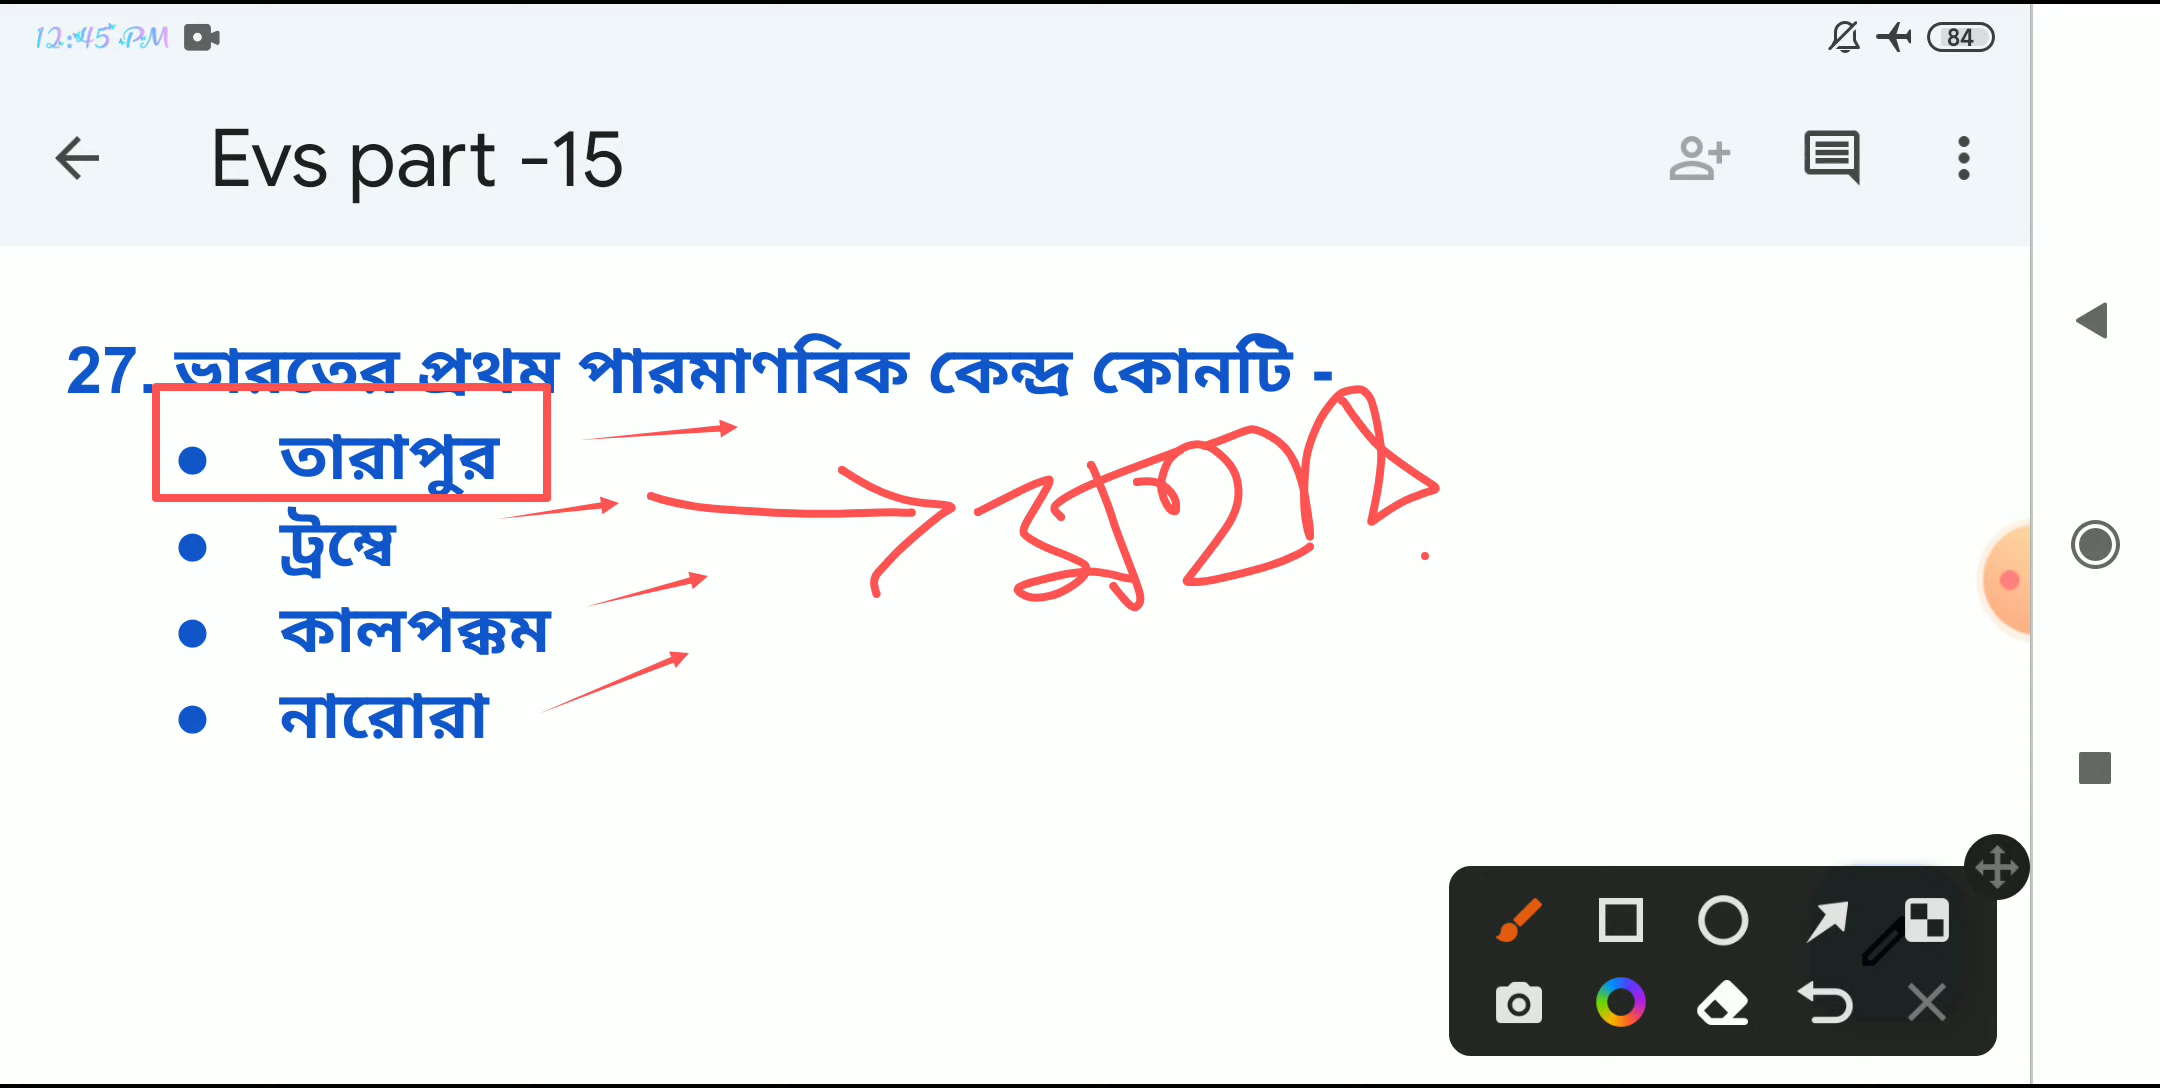 12:45 PM 84
Evs part -15
27. ভারতের প্রথম পারমাণবিক কেন্দ্র কোনটি -
● তারাপুর
● ট্রম্বে
● কালপক্কম
● নারোরা